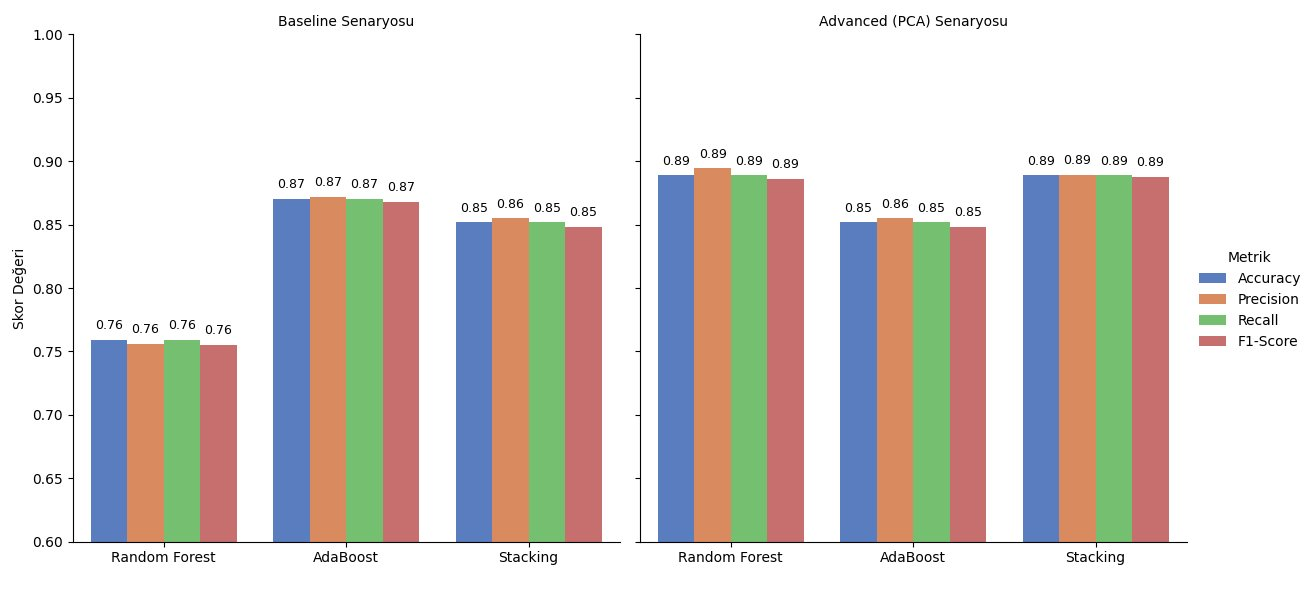 Baseline Senaryosu
Advanced (PCA) Senaryosu
1.00
0.95
0.90
0.85
0.80
0.75
0.70
0.65
0.60
Skor Değeri
0.76 0.76 0.76 0.76
0.87 0.87 0.87 0.87
0.85 0.86 0.85 0.85
0.89 0.89 0.89 0.89
0.85 0.86 0.85 0.85
0.89 0.89 0.89 0.89
Random Forest AdaBoost Stacking
Random Forest AdaBoost Stacking
Metrik
Accuracy
Precision
Recall
F1-Score